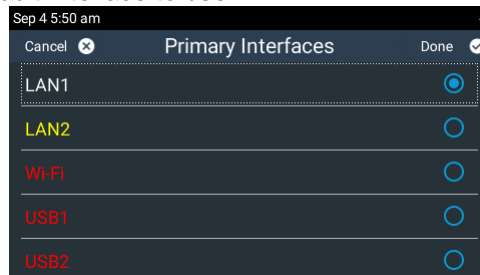 Sep 4 5:50 am
Cancel Primary Interfaces Done
LAN1
LAN2
Wi-Fi
USB1
USB2